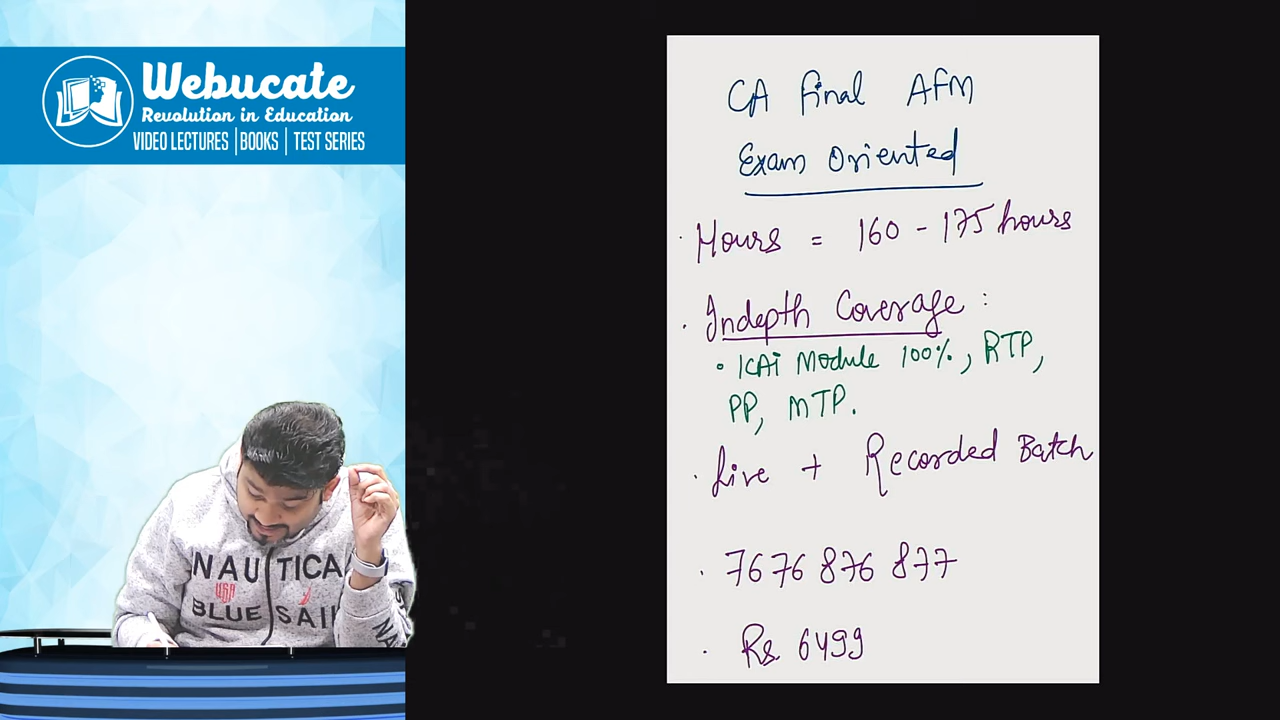 Webucate
Revolution in Education
VIDEO LECTURES | BOOKS | TEST SERIES
NAUTICA
BLUE SAIL
NA
CA Final AFM
Exam Oriented
. Hours = 160 - 175 hours
. Indepth Coverage :
• ICAi Module 100%, RTP,
PP, MTP.
. Live + Recorded Batch
. 7676 876 877
. Rs. 6499